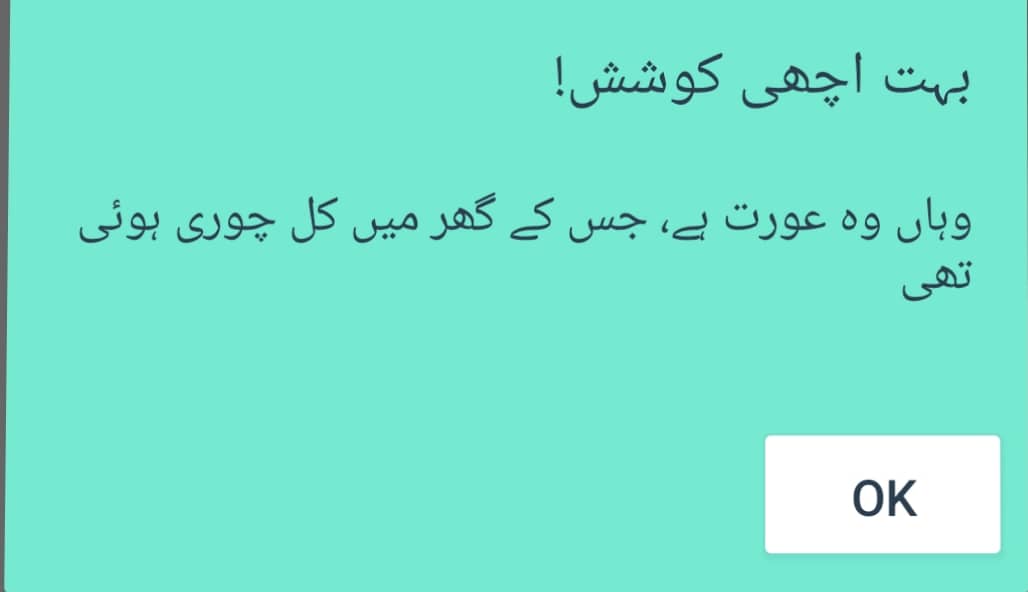 بہت اچھی کوشش!
وہاں وہ عورت ہے، جس کے گھر میں کل چوری ہوئی
تھی
OK